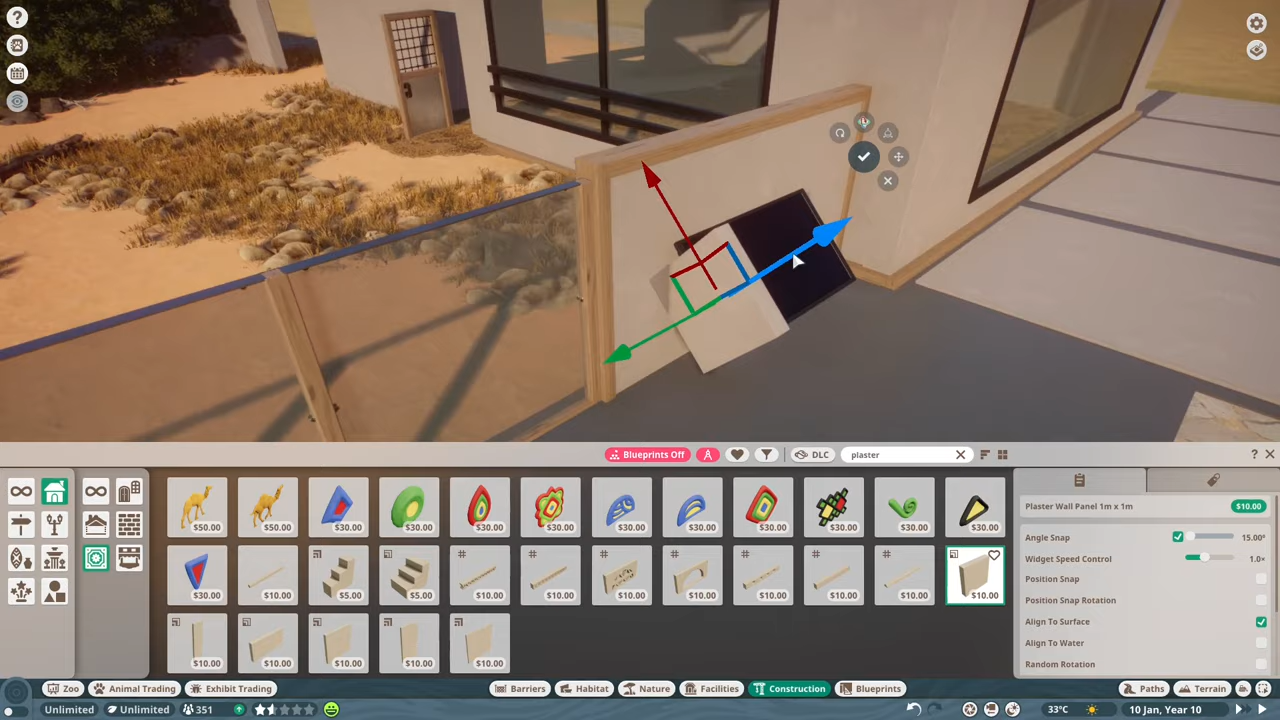 Blueprints Off
DLC
plaster
$50.00
$50.00
$30.00
$30.00
$30.00
$30.00
$30.00
$30.00
$30.00
$30.00
$30.00
$30.00
$30.00
$10.00
$5.00
$5.00
$10.00
$10.00
$10.00
$10.00
$10.00
$10.00
$10.00
$10.00
$10.00
$10.00
$10.00
$10.00
$10.00
Plaster Wall Panel 1m x 1m
$10.00
Angle Snap
15.00°
Widget Speed Control
1.0×
Position Snap
Position Snap Rotation
Align To Surface
Align To Water
Random Rotation
Zoo
Animal Trading
Exhibit Trading
Barriers
Habitat
Nature
Facilities
Construction
Blueprints
Paths
Terrain
Unlimited
Unlimited
351
33°C
10 Jan, Year 10